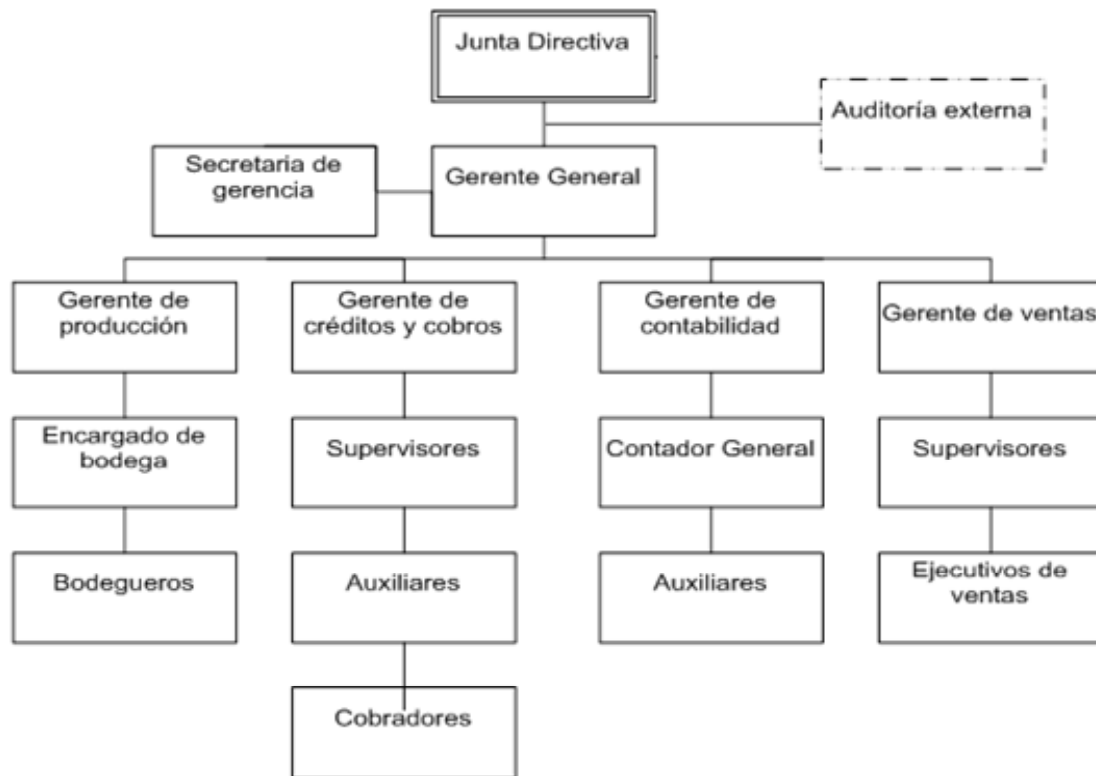 Junta Directiva
Auditoría externa
Secretaria de
gerencia
Gerente General
Gerente de
producción
Gerente de
créditos y cobros
Gerente de
contabilidad
Gerente de ventas
Encargado de
bodega
Supervisores
Contador General
Supervisores
Bodegueros
Auxiliares
Auxiliares
Ejecutivos de
ventas
Cobradores